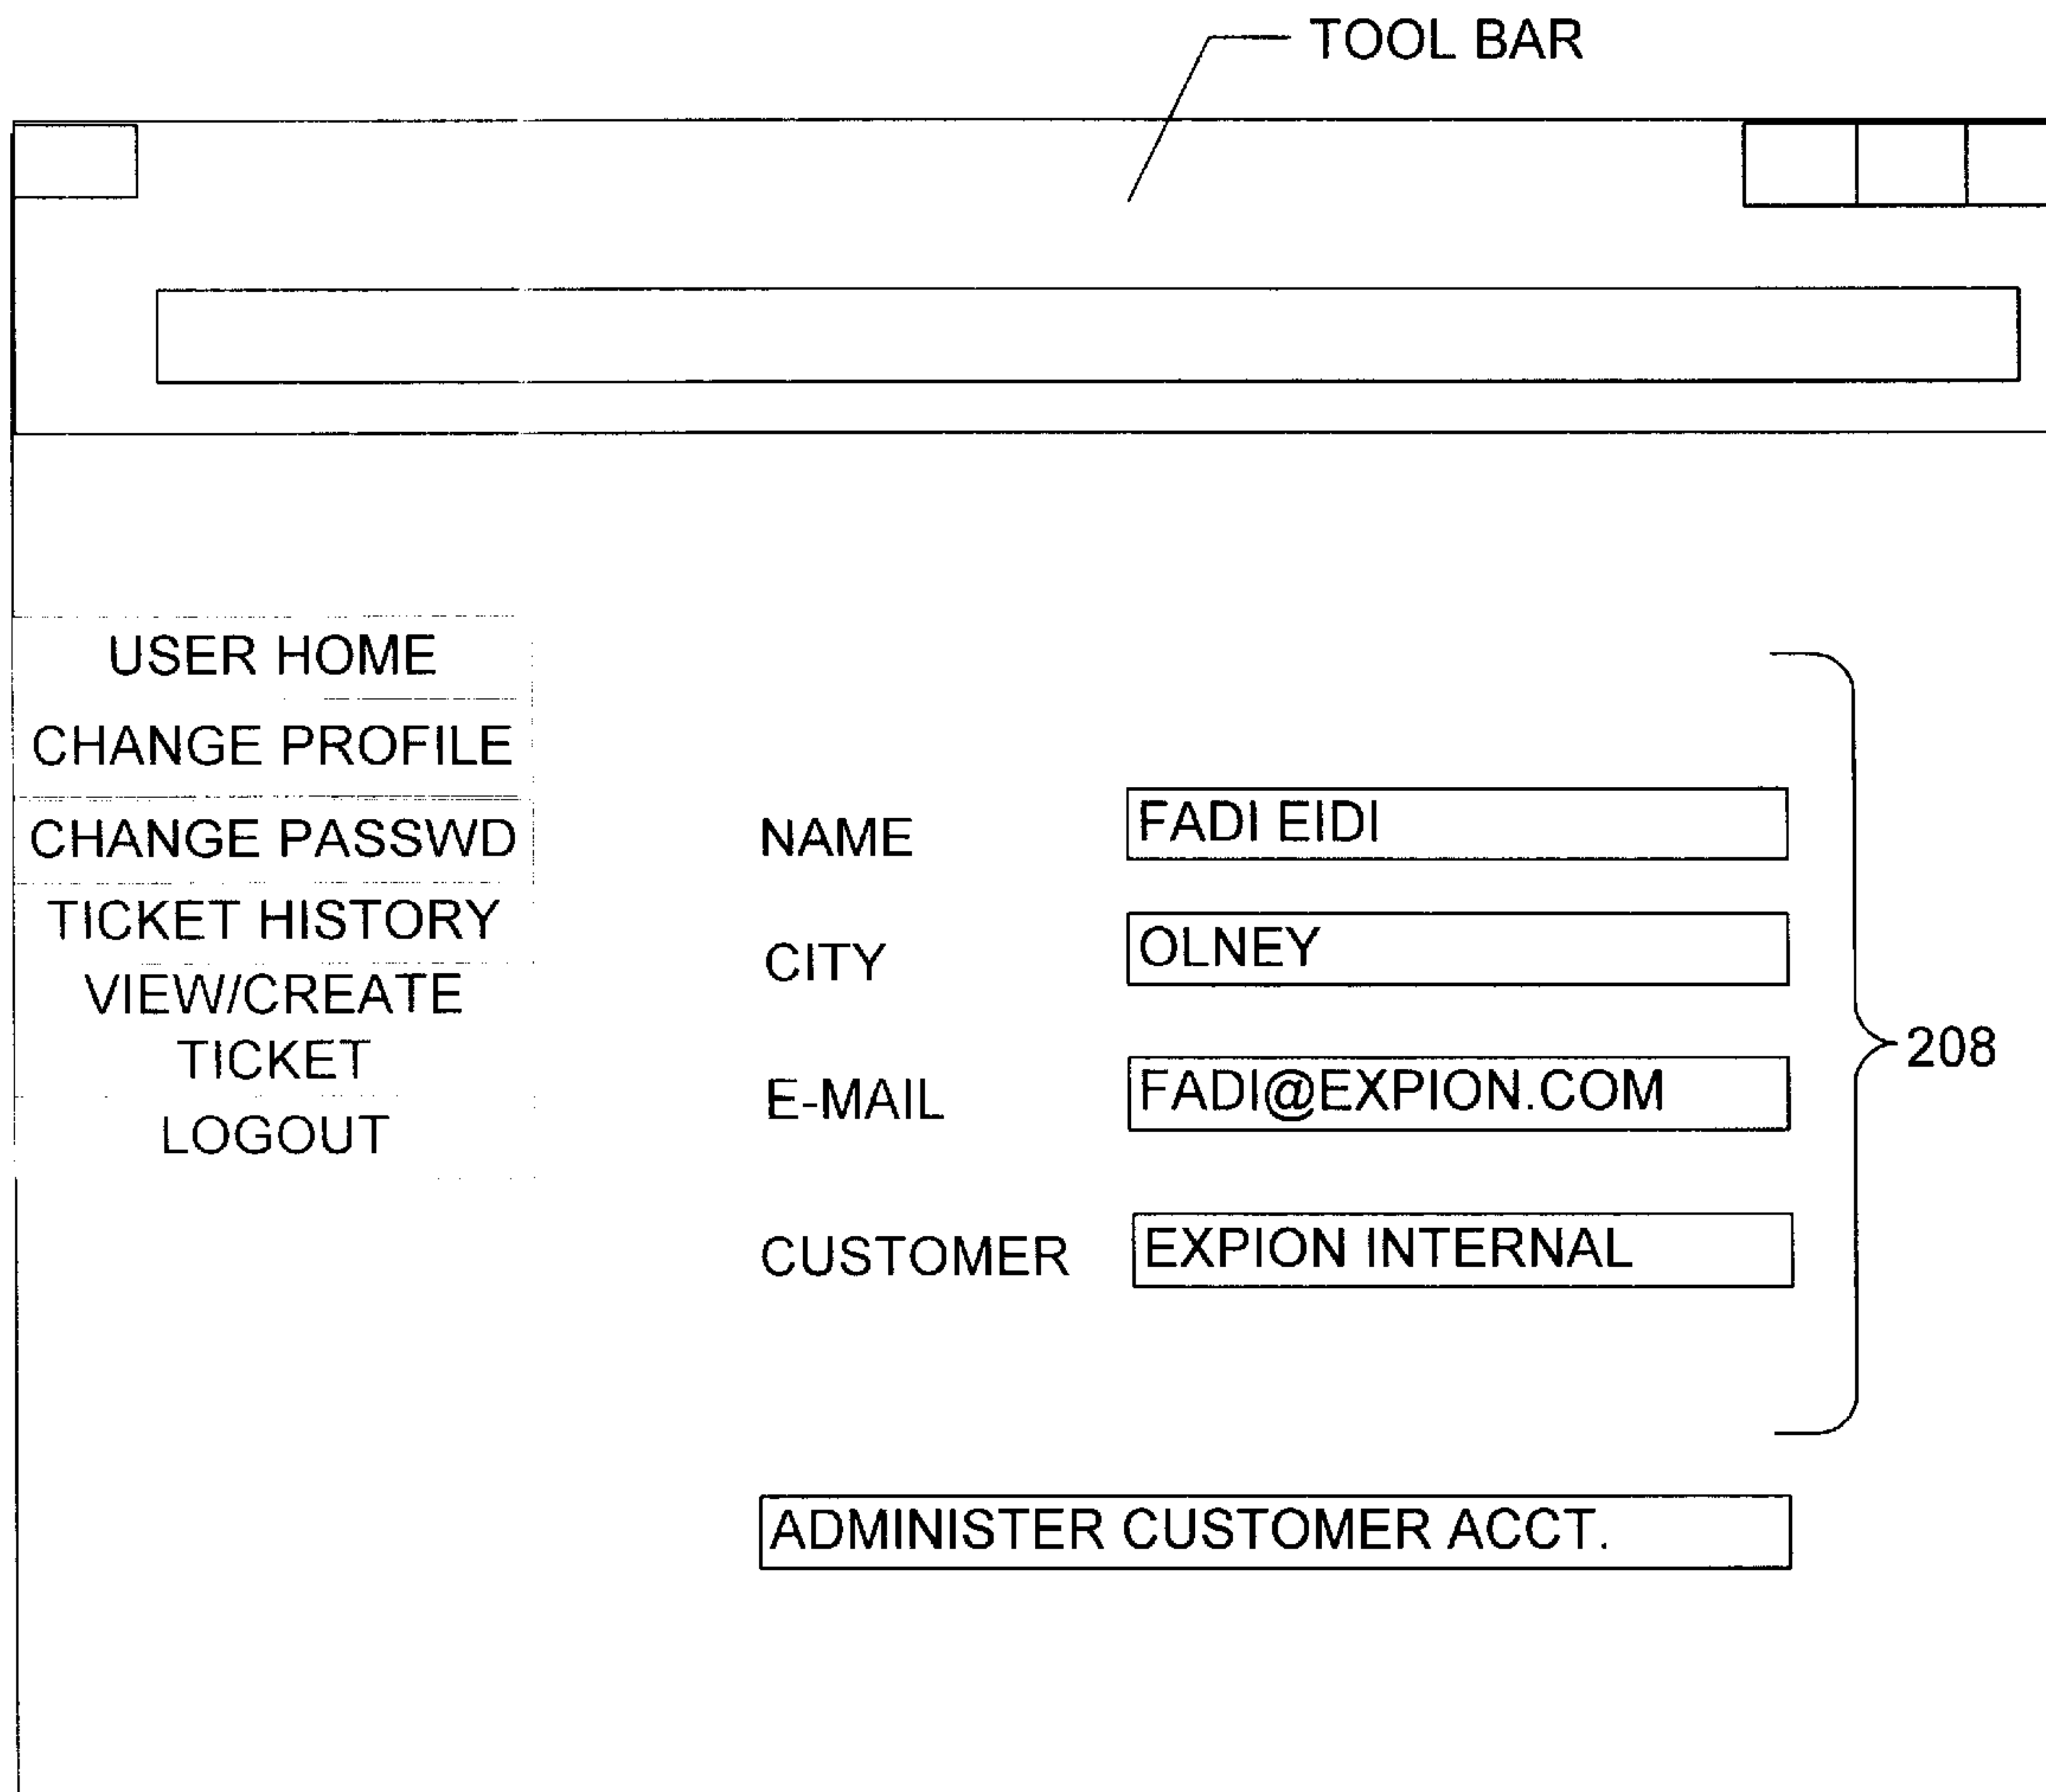 TOOL BAR
USER HOME
CHANGE PROFILE
CHANGE PASSWD
TICKET HISTORY
VIEW/CREATE
TICKET
LOGOUT
NAME FADI EIDI
CITY OLNEY
E-MAIL FADI@EXPION.COM
CUSTOMER EXPION INTERNAL
208
ADMINISTER CUSTOMER ACCT.